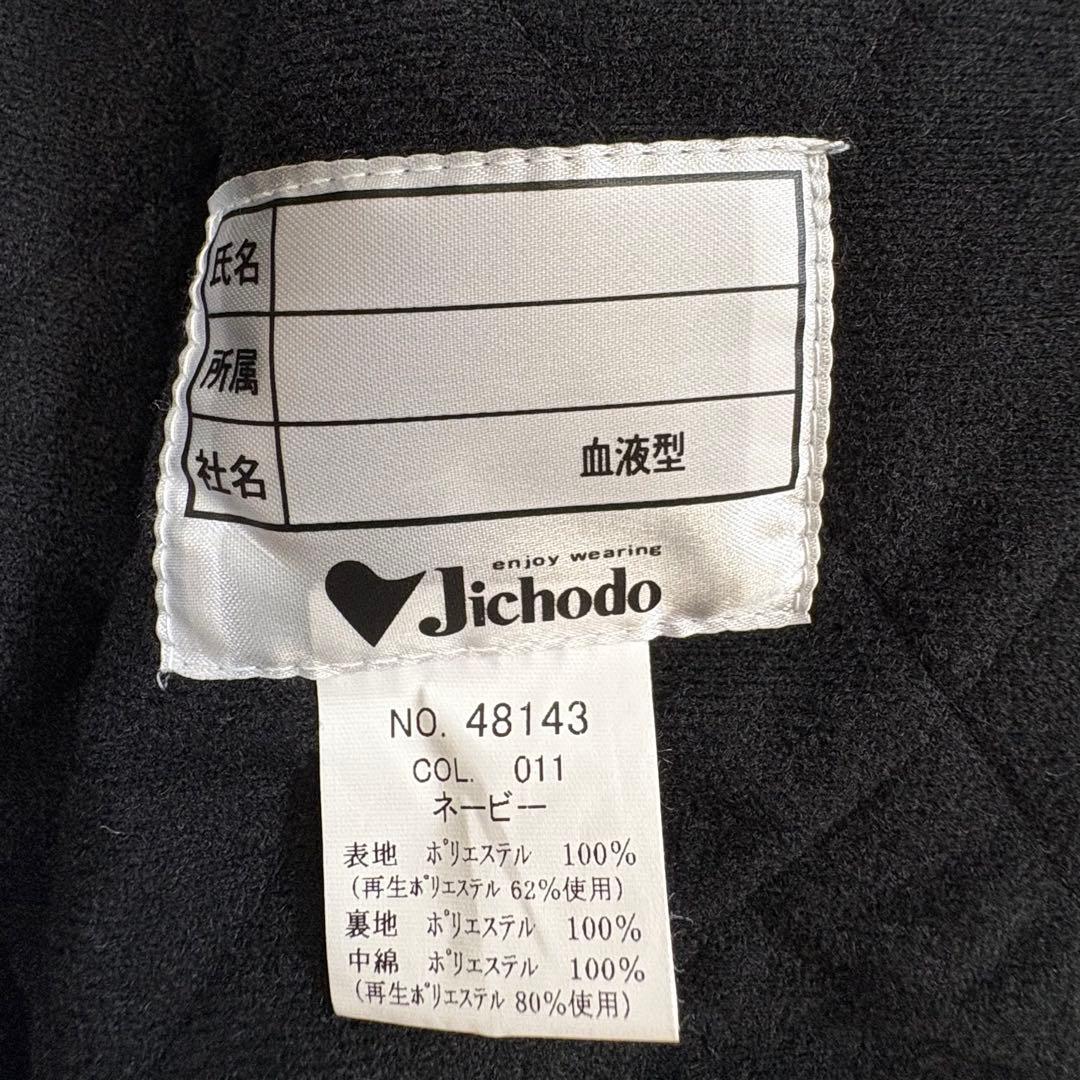 氏名
所属
社名 血液型
enjoy wearing
Jichodo
NO. 48143
COL. 011
ネービー
表地 ポリエステル 100%
(再生ポリエステル 62%使用)
裏地 ポリエステル 100%
中綿 ポリエステル 100%
(再生ポリエステル 80%使用)